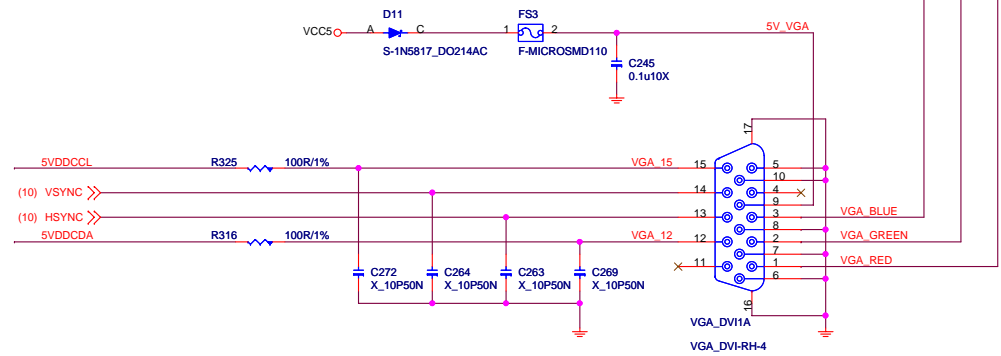 D11
FS3
VCC5
A
C
1
2
5V_VGA
S-1N5817_DO214AC
F-MICROSMD110
C245
0.1u10X
17
5VDDCCL
R325
100R/1%
VGA_15
15
5
10
(10) VSYNC
14
4
9
(10) HSYNC
13
3
VGA_BLUE
8
5VDDCDA
R316
100R/1%
VGA_12
12
2
VGA_GREEN
7
11
1
VGA_RED
6
C272
X_10P50N
C264
X_10P50N
C263
X_10P50N
C269
X_10P50N
16
VGA_DVI1A
VGA_DVI-RH-4